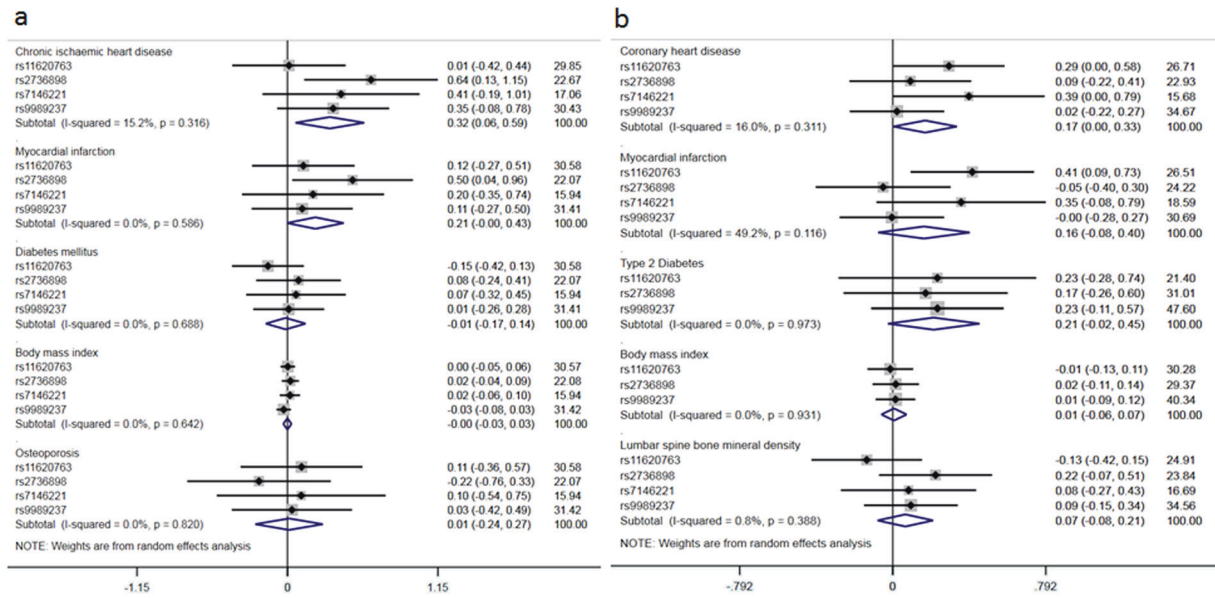 a
Chronic ischaemic heart disease
rs11620763 0.01 (-0.42, 0.44) 29.85
rs2736898 0.64 (0.13, 1.15) 22.67
rs7146221 0.41 (-0.19, 1.01) 17.06
rs9989237 0.35 (-0.08, 0.78) 30.43
Subtotal (I-squared = 15.2%, p = 0.316) 0.32 (0.06, 0.59) 100.00
.
Myocardial infarction
rs11620763 0.12 (-0.27, 0.51) 30.58
rs2736898 0.50 (0.04, 0.96) 22.07
rs7146221 0.20 (-0.35, 0.74) 15.94
rs9989237 0.11 (-0.27, 0.50) 31.41
Subtotal (I-squared = 0.0%, p = 0.586) 0.21 (-0.00, 0.43) 100.00
.
Diabetes mellitus
rs11620763 -0.15 (-0.42, 0.13) 30.58
rs2736898 0.08 (-0.24, 0.41) 22.07
rs7146221 0.07 (-0.32, 0.45) 15.94
rs9989237 0.01 (-0.26, 0.28) 31.41
Subtotal (I-squared = 0.0%, p = 0.688) -0.01 (-0.17, 0.14) 100.00
.
Body mass index
rs11620763 0.00 (-0.05, 0.06) 30.57
rs2736898 0.02 (-0.04, 0.09) 22.08
rs7146221 0.02 (-0.06, 0.10) 15.94
rs9989237 -0.03 (-0.08, 0.03) 31.42
Subtotal (I-squared = 0.0%, p = 0.642) -0.00 (-0.03, 0.03) 100.00
.
Osteoporosis
rs11620763 0.11 (-0.36, 0.57) 30.58
rs2736898 -0.22 (-0.76, 0.33) 22.07
rs7146221 0.10 (-0.54, 0.75) 15.94
rs9989237 0.03 (-0.42, 0.49) 31.42
Subtotal (I-squared = 0.0%, p = 0.820) 0.01 (-0.24, 0.27) 100.00
NOTE: Weights are from random effects analysis
-1.15 0 1.15
b
Coronary heart disease
rs11620763 0.29 (0.00, 0.58) 26.71
rs2736898 0.09 (-0.22, 0.41) 22.93
rs7146221 0.39 (0.00, 0.79) 15.68
rs9989237 0.02 (-0.22, 0.27) 34.67
Subtotal (I-squared = 16.0%, p = 0.311) 0.17 (0.00, 0.33) 100.00
.
Myocardial infarction
rs11620763 0.41 (0.09, 0.73) 26.51
rs2736898 -0.05 (-0.40, 0.30) 24.22
rs7146221 0.35 (-0.08, 0.79) 18.59
rs9989237 -0.00 (-0.28, 0.27) 30.69
Subtotal (I-squared = 49.2%, p = 0.116) 0.16 (-0.08, 0.40) 100.00
.
Type 2 Diabetes
rs11620763 0.23 (-0.28, 0.74) 21.40
rs2736898 0.17 (-0.26, 0.60) 31.01
rs9989237 0.23 (-0.11, 0.57) 47.60
Subtotal (I-squared = 0.0%, p = 0.973) 0.21 (-0.02, 0.45) 100.00
.
Body mass index
rs11620763 -0.01 (-0.13, 0.11) 30.28
rs2736898 0.02 (-0.11, 0.14) 29.37
rs9989237 0.01 (-0.09, 0.12) 40.34
Subtotal (I-squared = 0.0%, p = 0.931) 0.01 (-0.06, 0.07) 100.00
.
Lumbar spine bone mineral density
rs11620763 -0.13 (-0.42, 0.15) 24.91
rs2736898 0.22 (-0.07, 0.51) 23.84
rs7146221 0.08 (-0.27, 0.43) 16.69
rs9989237 0.09 (-0.15, 0.34) 34.56
Subtotal (I-squared = 0.8%, p = 0.388) 0.07 (-0.08, 0.21) 100.00
NOTE: Weights are from random effects analysis
-.792 0 .792